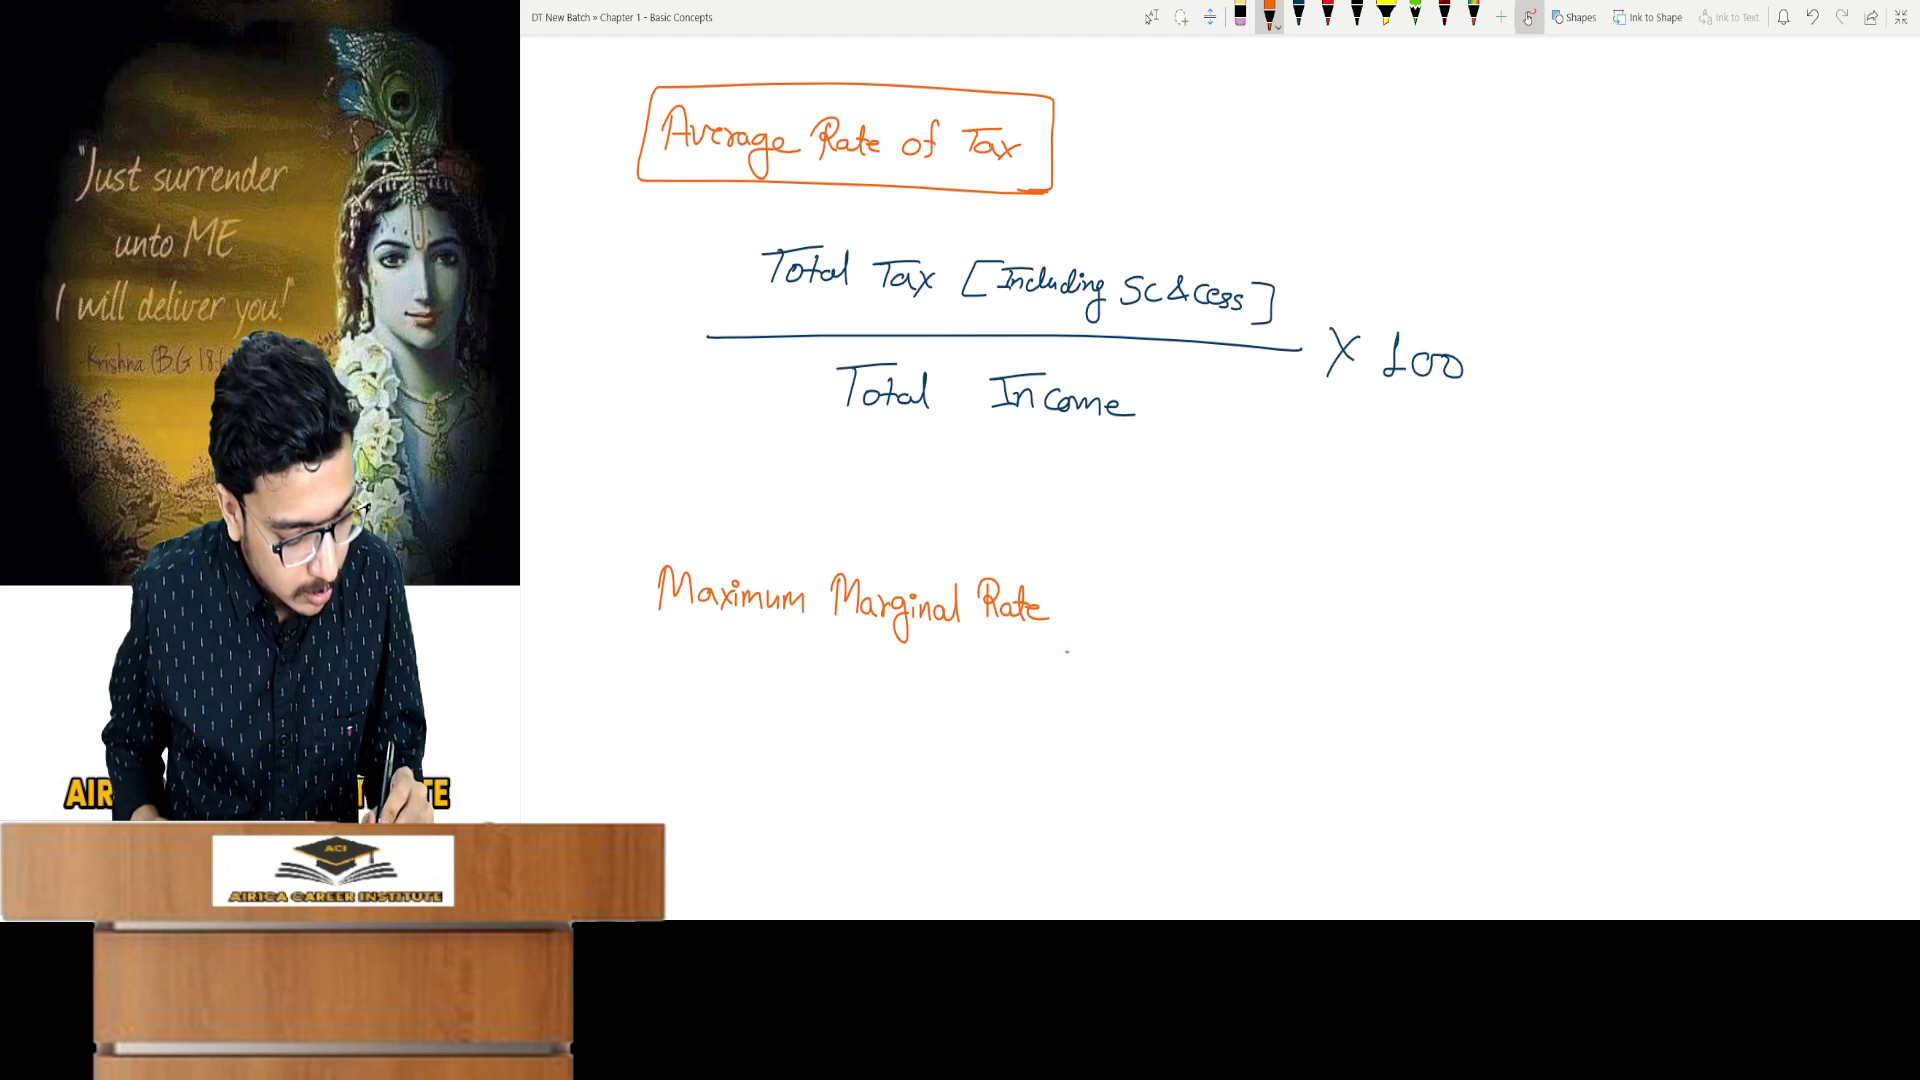 DT New Batch » Chapter 1 - Basic Concepts
Shapes
Ink to Shape
Ink to Text
"Just surrender
unto ME
I will deliver you!"
Krishna (B.G 18.
Average Rate of Tax
Total Tax [Including SC & Cess]
Total Income
X 100
Maximum Marginal Rate
AIR
TE
ACI
AIR1CA CAREER INSTITUTE